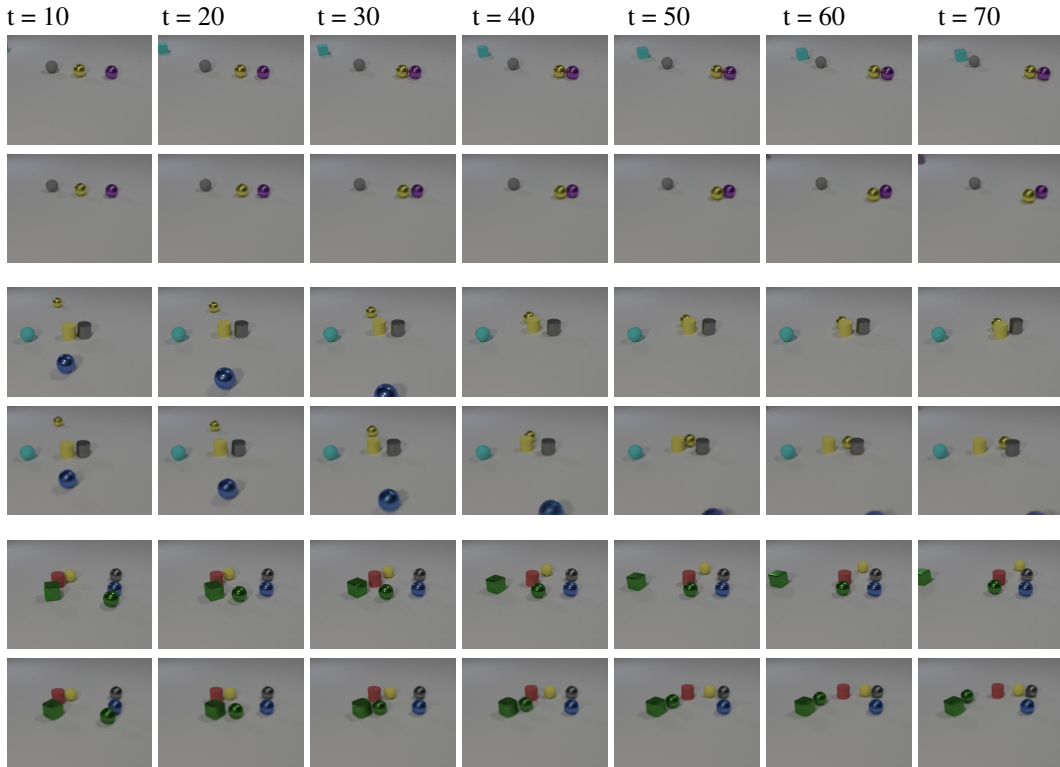 t = 10 t = 20 t = 30 t = 40 t = 50 t = 60 t = 70